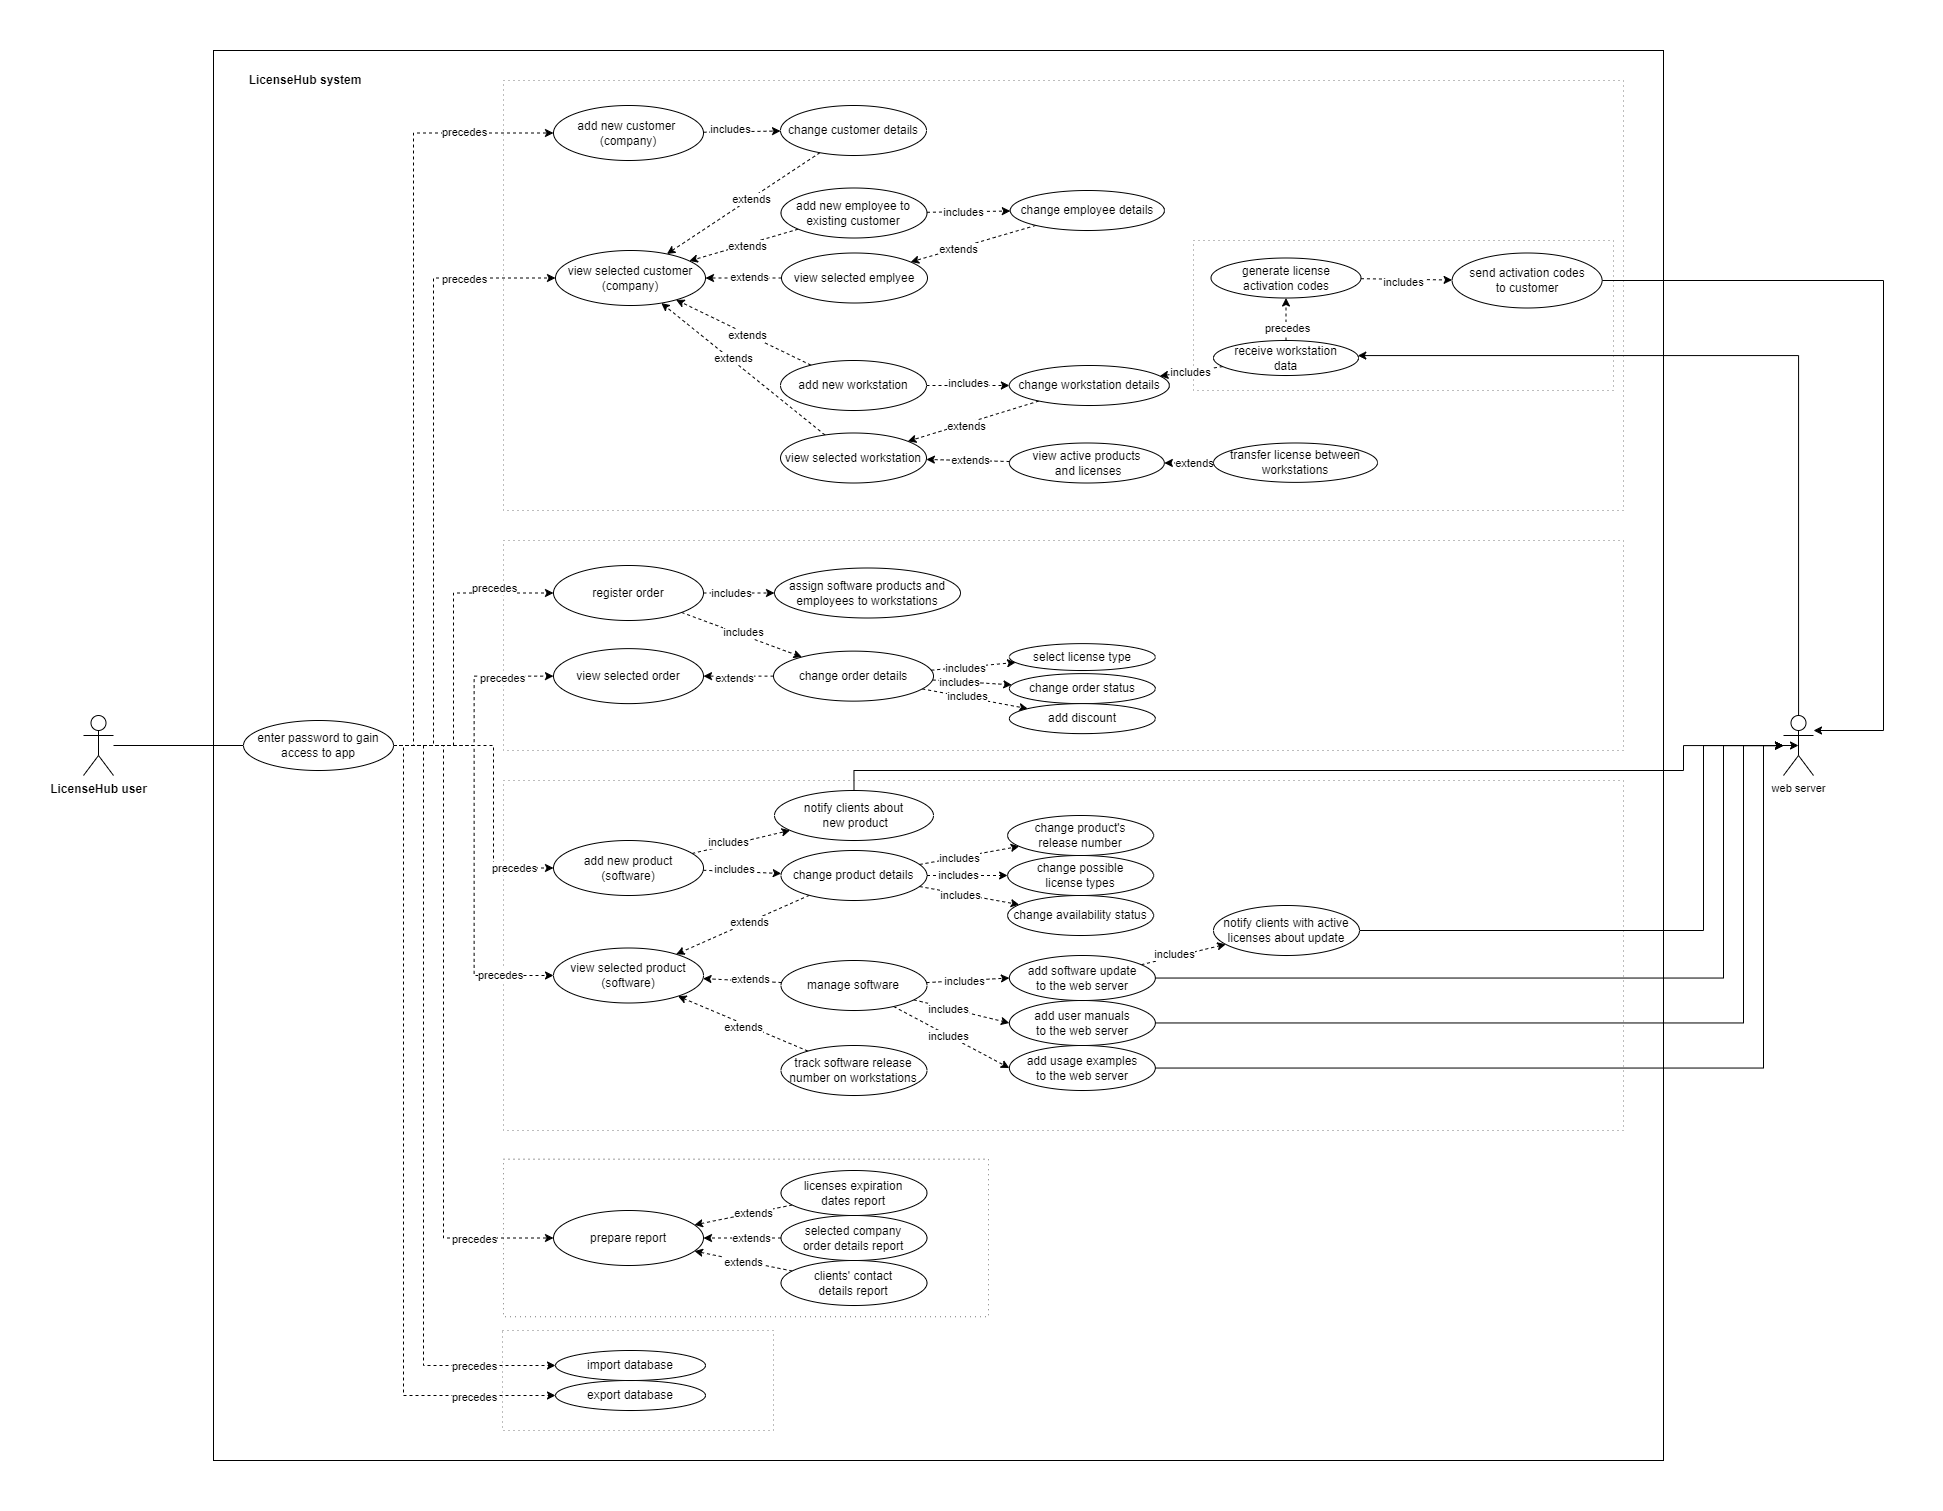 LicenseHub system
precedes
add new customer
(company)
includes
change customer details
extends
add new employee to
existing customer
includes
change employee details
extends
extends
precedes
view selected customer
(company)
extends
view selected emplyee
generate license
activation codes
includes
send activation codes
to customer
precedes
receive workstation
data
includes
extends
extends
add new workstation
includes
change workstation details
extends
view selected workstation
extends
view active products
and licenses
extends
transfer license between
workstations
precedes
register order
includes
assign software products and
employees to workstations
includes
precedes
view selected order
extends
change order details
includes
select license type
includes
change order status
includes
add discount
LicenseHub user
enter password to gain
access to app
web server
notify clients about
new product
includes
precedes
add new product
(software)
includes
change product details
includes
change product's
release number
includes
change possible
license types
includes
change availability status
extends
notify clients with active
licenses about update
includes
precedes
view selected product
(software)
extends
manage software
includes
add software update
to the web server
includes
add user manuals
to the web server
includes
add usage examples
to the web server
extends
track software release
number on workstations
licenses expiration
dates report
extends
precedes
prepare report
extends
selected company
order details report
extends
clients' contact
details report
precedes
import database
precedes
export database